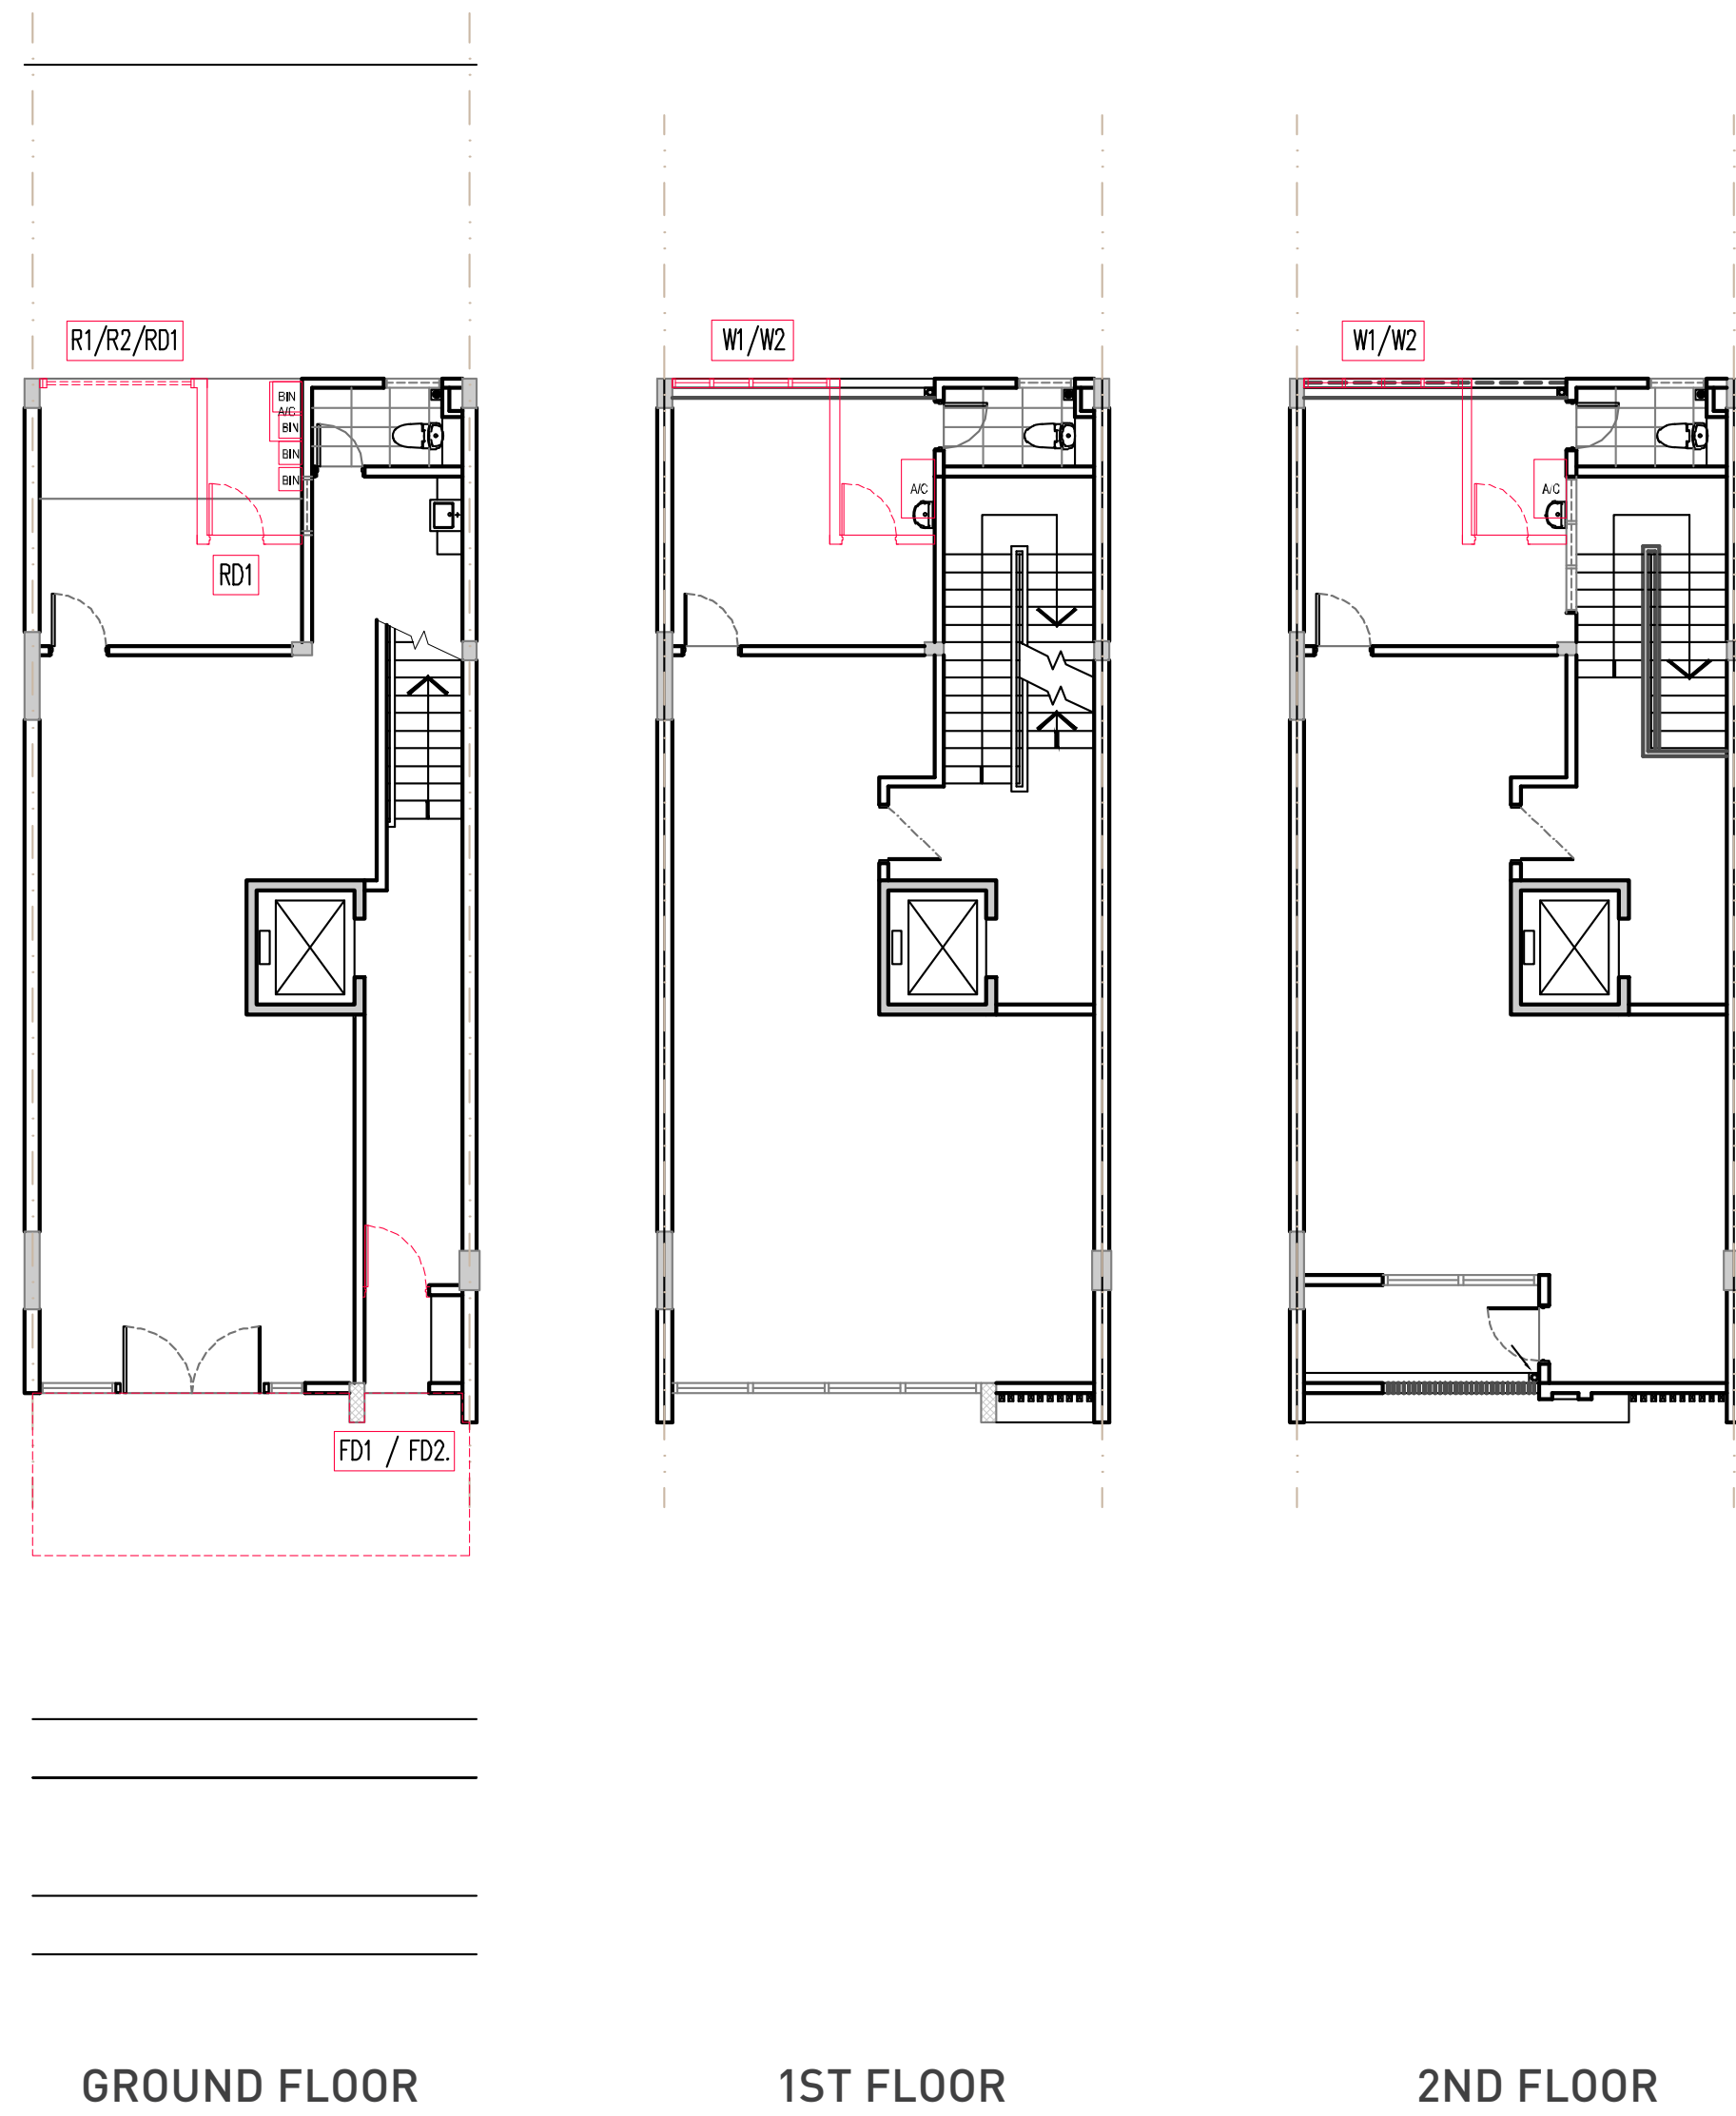 R1/R2/RD1
W1/W2
W1/W2
BIN
A/C
BIN
BIN
BIN
A/C
A/C
RD1
FD1 / FD2.
GROUND FLOOR
1ST FLOOR
2ND FLOOR